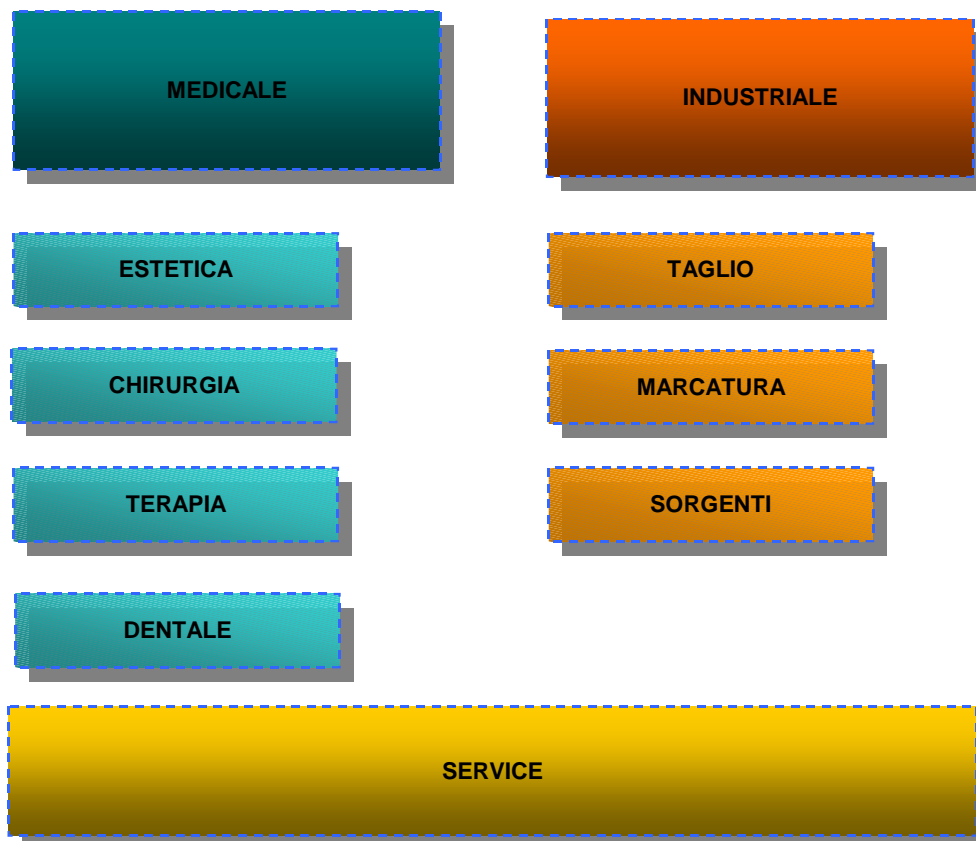 MEDICALE
INDUSTRIALE
ESTETICA
TAGLIO
CHIRURGIA
MARCATURA
TERAPIA
SORGENTI
DENTALE
SERVICE